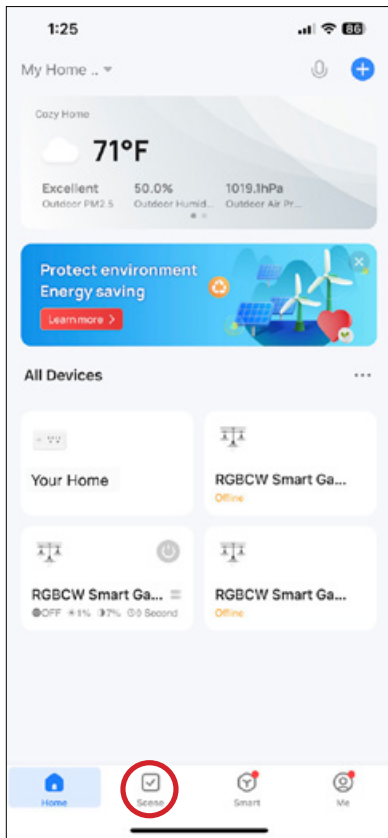 1:25
86
My Home .. ▾
Cozy Home
71°F
Excellent 50.0% 1019.1hPa
Outdoor PM2.5 Outdoor Humid... Outdoor Air Pr...
Protect environment
Energy saving
Learn more >
All Devices ...
Your Home
RGBCW Smart Ga...
Offline
RGBCW Smart Ga...
OFF 1% 7% 0 Second
RGBCW Smart Ga...
Offline
Home Scene Smart Me